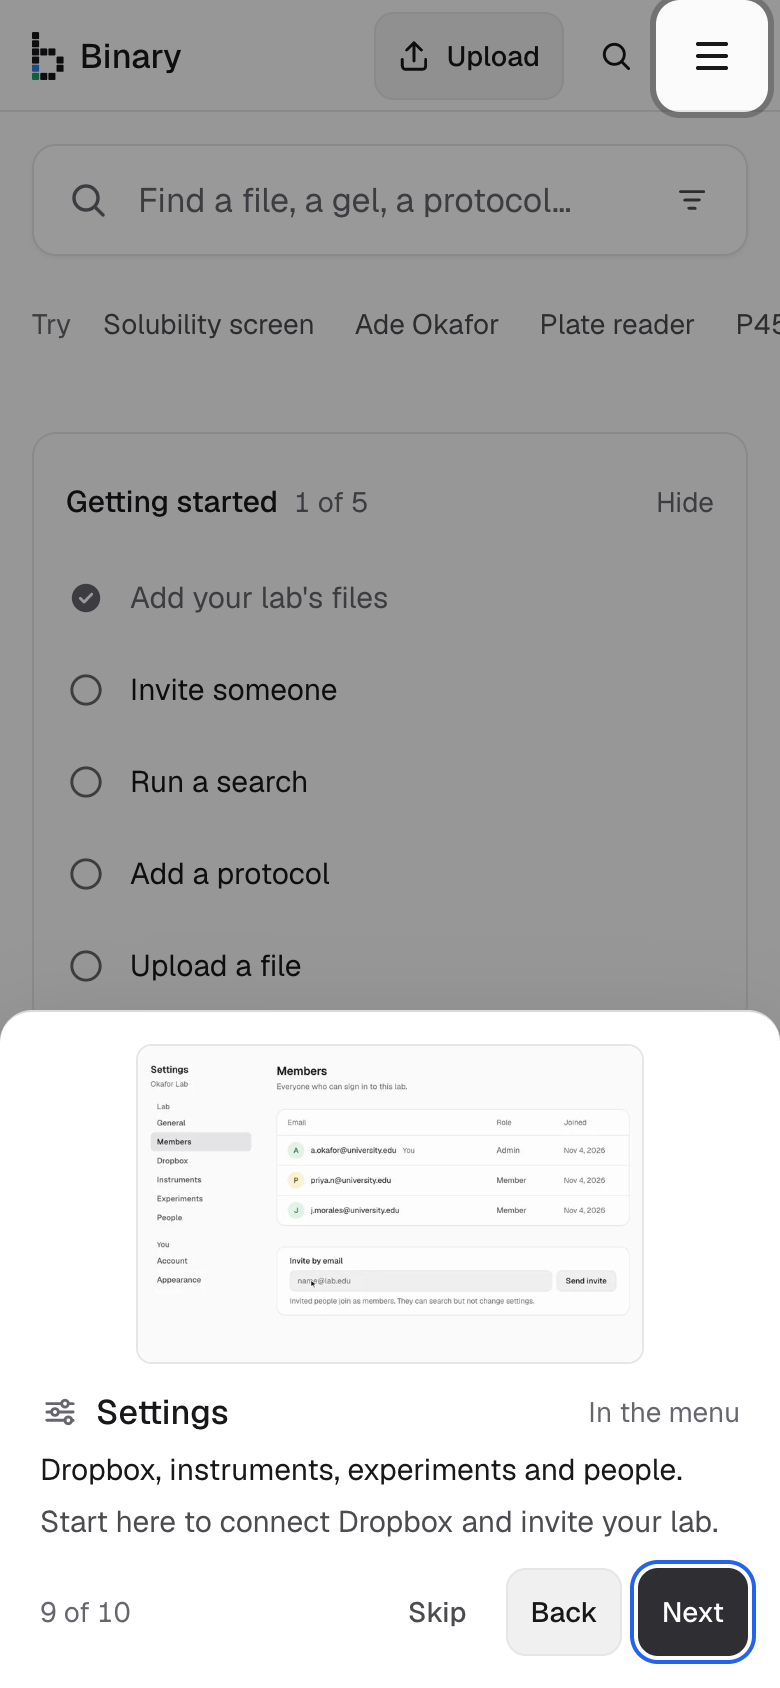 Binary
Upload
Find a file, a gel, a protocol...
Try Solubility screen Ade Okafor Plate reader P45
Getting started 1 of 5 Hide
Add your lab's files
Invite someone
Run a search
Add a protocol
Upload a file
Settings
Okafor Lab
Lab
General
Members
Dropbox
Instruments
Experiments
People
You
Account
Appearance
Members
Everyone who can sign in to this lab.
Email Role Joined
A a.okafor@university.edu You Admin Nov 4, 2026
P priya.n@university.edu Member Nov 4, 2026
J j.morales@university.edu Member Nov 4, 2026
Invite by email
name@lab.edu Send invite
Invited people join as members. They can search but not change settings.
Settings In the menu
Dropbox, instruments, experiments and people.
Start here to connect Dropbox and invite your lab.
9 of 10 Skip Back Next